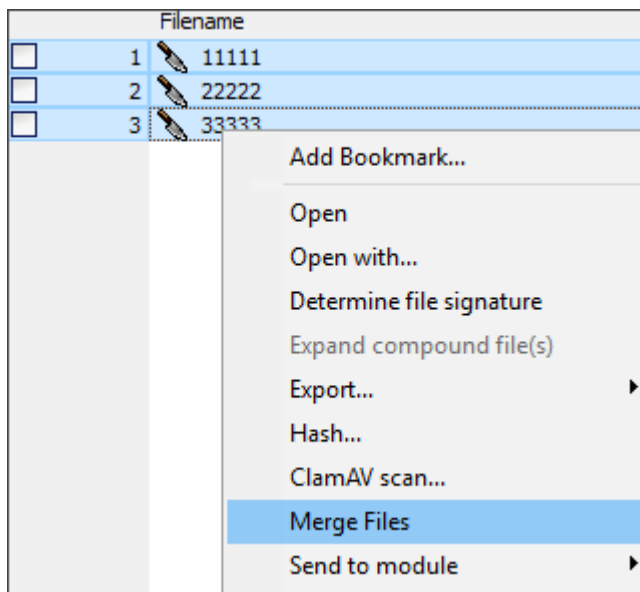 Filename
1 11111
2 22222
3 33333
Add Bookmark...
Open
Open with...
Determine file signature
Expand compound file(s)
Export...
Hash...
ClamAV scan...
Merge Files
Send to module